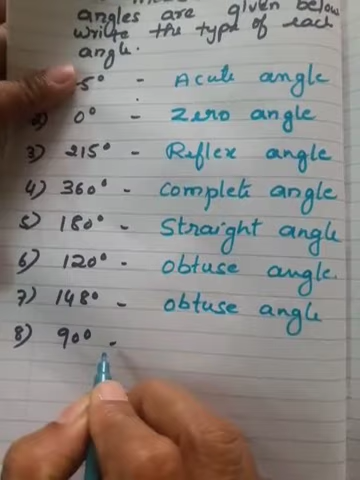 angles are given below
write the type of each
angle.
5° - Acute angle
2) 0° - Zero angle
3) 215° - Reflex angle
4) 360° - complete angle
5) 180° - Straight angle
6) 120° - obtuse angle.
7) 148° - obtuse angle
8) 90° -